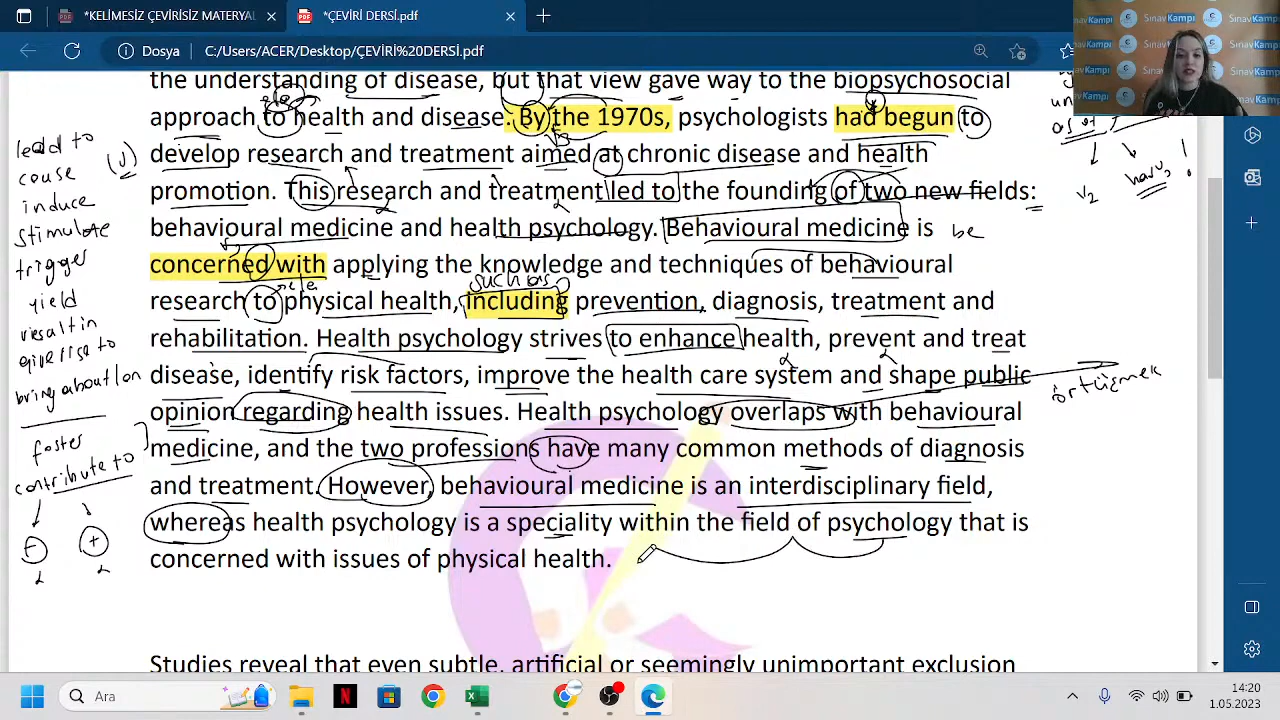 *KELİMESİZ ÇEVİRİSİZ MATERYAL
*ÇEVİRİ DERSİ.pdf
Dosya
C:/Users/ACER/Desktop/ÇEVİRİ%20DERSİ.pdf
SınavKampı
the understanding of disease, but that view gave way to the biopsychosocial
approach to health and disease. By the 1970s, psychologists had begun to
develop research and treatment aimed at chronic disease and health
promotion. This research and treatment led to the founding of two new fields:
behavioural medicine and health psychology. Behavioural medicine is be
concerned with applying the knowledge and techniques of behavioural
such as
research to physical health, including prevention, diagnosis, treatment and
rehabilitation. Health psychology strives to enhance health, prevent and treat
disease, identify risk factors, improve the health care system and shape public
opinion regarding health issues. Health psychology overlaps with behavioural
medicine, and the two professions have many common methods of diagnosis
and treatment. However, behavioural medicine is an interdisciplinary field,
whereas health psychology is a speciality within the field of psychology that is
concerned with issues of physical health.
Studies reveal that even subtle, artificial or seemingly unimportant exclusion
lead to
cause
induce
stimulate
trigger
yield
result in
give rise to
bring about/on
foster
contribute to
-
+
örtüşmek
V2
Ara
14:20
1.05.2023